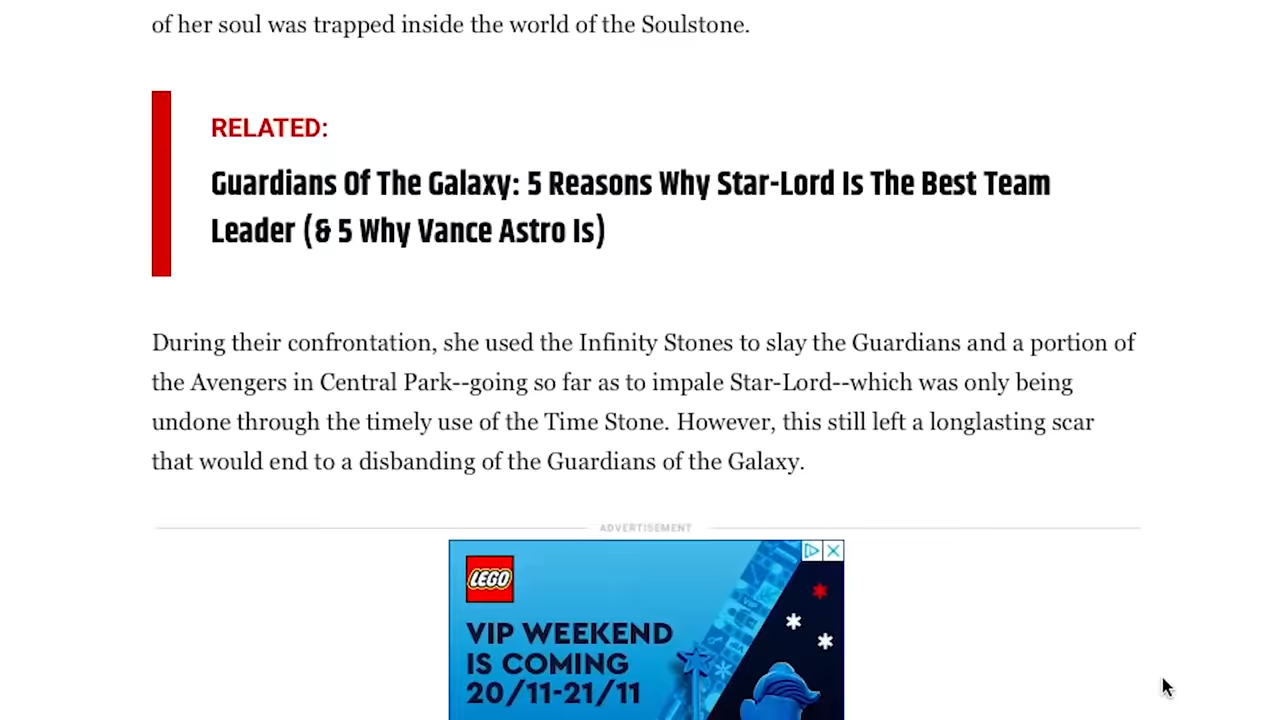 of her soul was trapped inside the world of the Soulstone.
RELATED:
Guardians Of The Galaxy: 5 Reasons Why Star-Lord Is The Best Team
Leader (& 5 Why Vance Astro Is)
During their confrontation, she used the Infinity Stones to slay the Guardians and a portion of
the Avengers in Central Park--going so far as to impale Star-Lord--which was only being
undone through the timely use of the Time Stone. However, this still left a longlasting scar
that would end to a disbanding of the Guardians of the Galaxy.
ADVERTISEMENT
LEGO
VIP WEEKEND
IS COMING
20/11-21/11